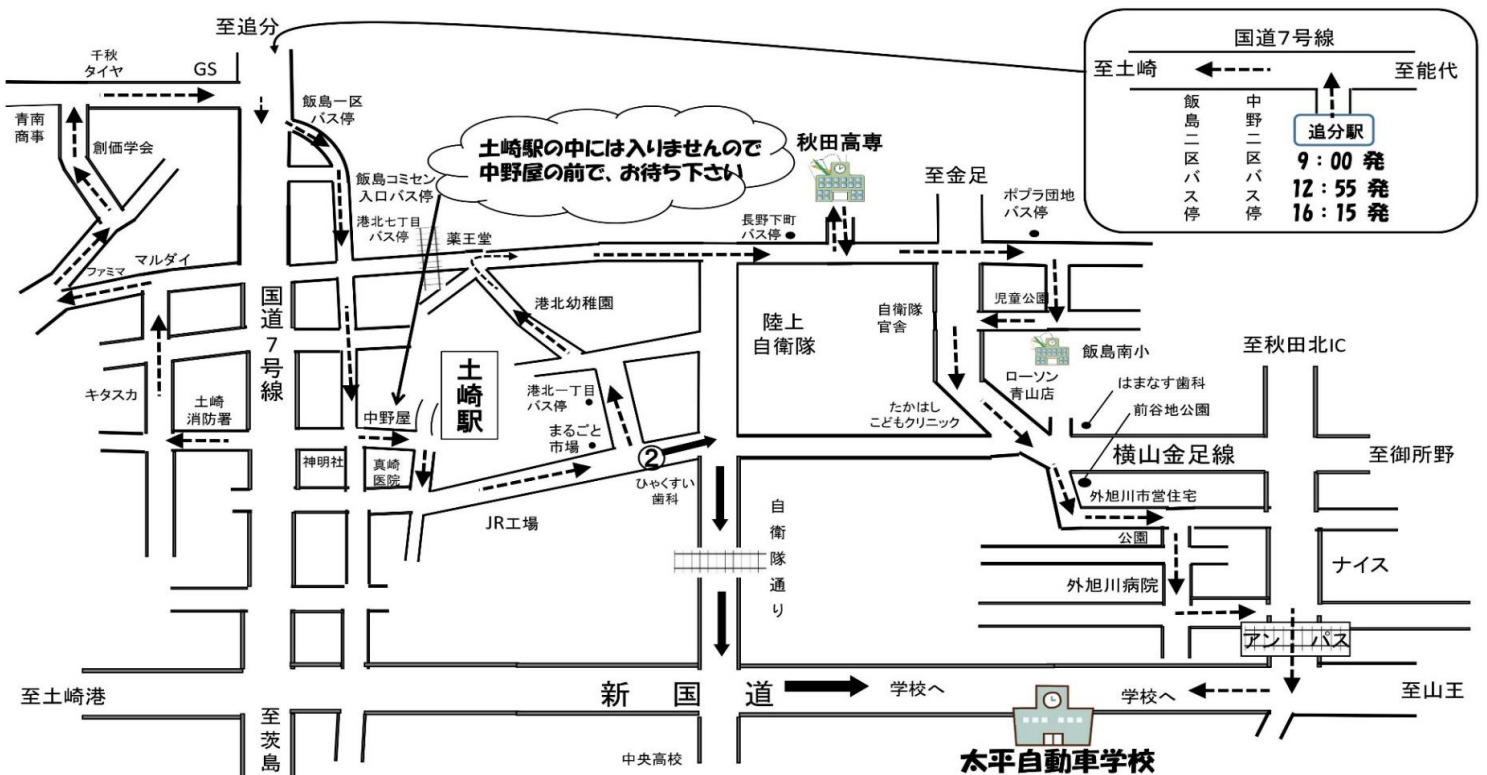 至追分
千秋
タイヤ
GS
青南
商事
創価学会
飯島一区
バス停
土崎駅の中には入りませんので
中野屋の前で、お待ち下さい
飯島コミセン
入口バス停
港北七丁目
バス停
薬王堂
秋田高専
長野下町
バス停
至金足
ポプラ団地
バス停
国道7号線
至土崎
至能代
飯島二区バス停
中野二区バス停
追分駅
9：00 発
12：55 発
16：15 発
マルダイ
ファミマ
国道7号線
港北幼稚園
陸上
自衛隊
自衛隊
官舎
児童公園
飯島南小
至秋田北IC
キタスカ
土崎
消防署
中野屋
土崎駅
港北一丁目
バス停
まるごと
市場
ローソン
青山店
はまなす歯科
前谷地公園
たかはし
こどもクリニック
神明社
真崎
医院
②
ひゃくすい
歯科
横山金足線
至御所野
JR工場
外旭川市営住宅
公園
自衛隊通り
外旭川病院
ナイス
アン パス
至土崎港
新国道
学校へ
学校へ
至山王
至茨島
中央高校
太平自動車学校